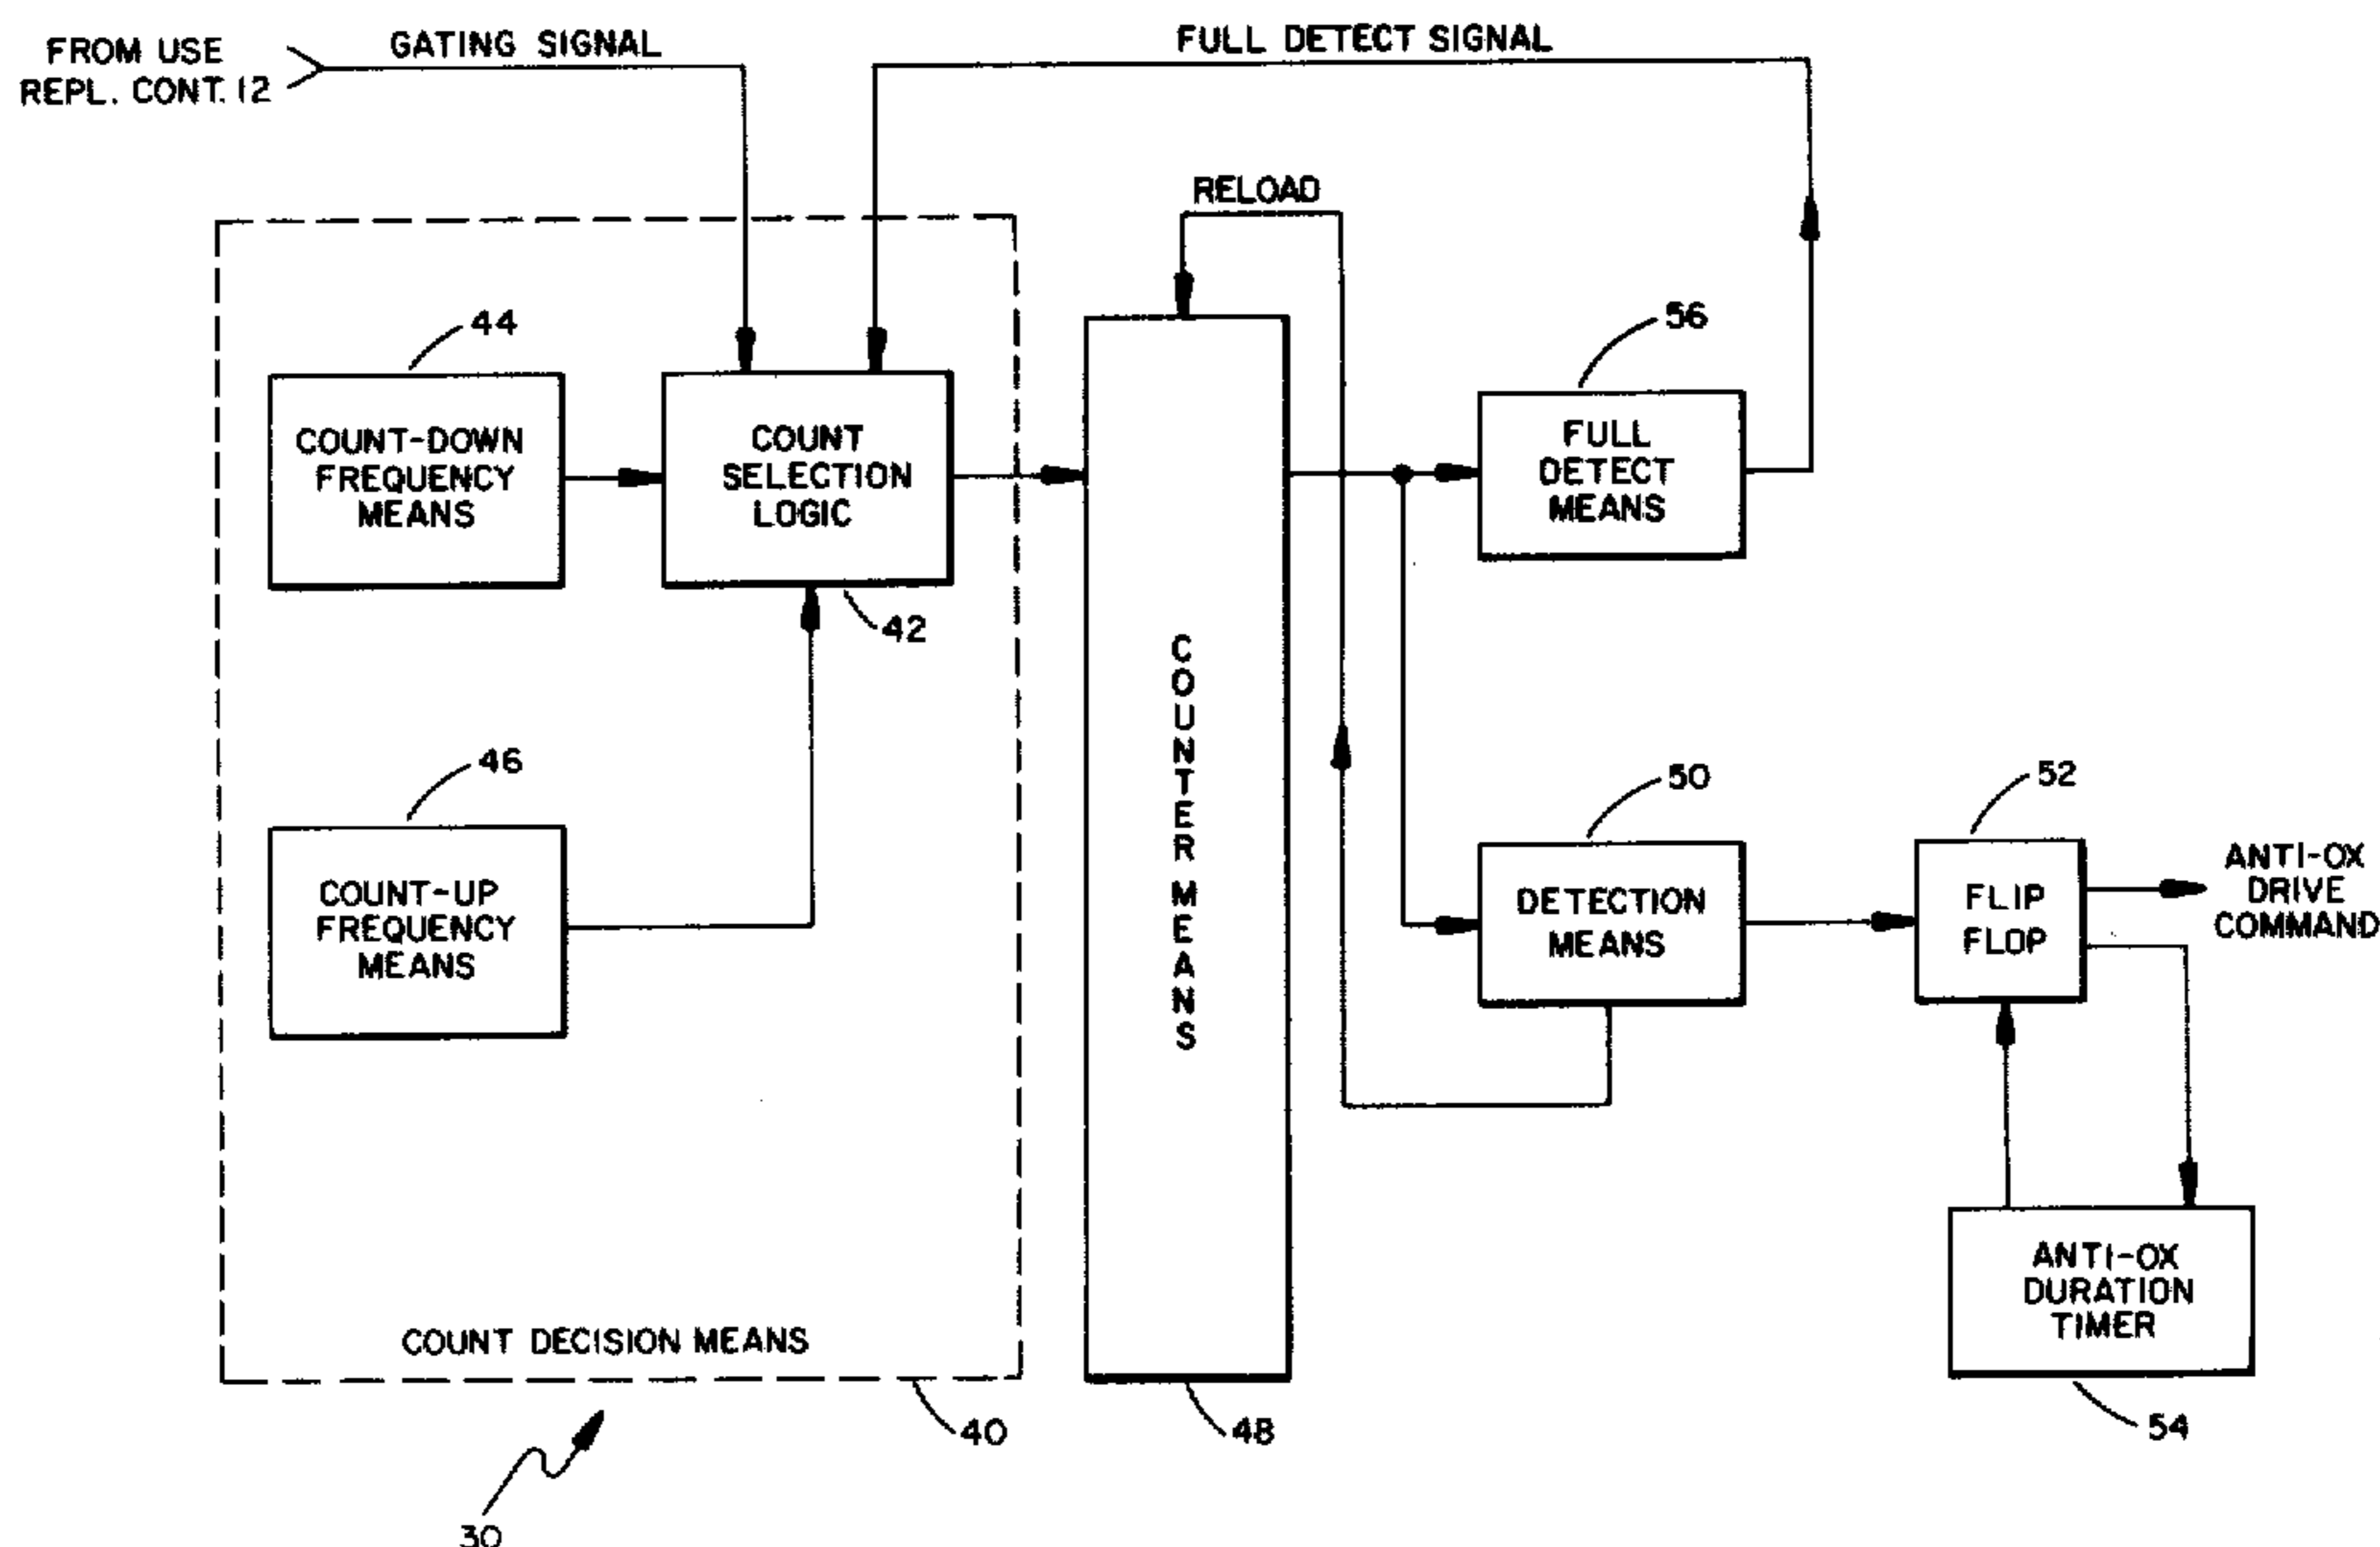 FROM USE
REPL. CONT. 12
GATING SIGNAL
FULL DETECT SIGNAL
RELOAD
44
COUNT-DOWN
FREQUENCY
MEANS
COUNT
SELECTION
LOGIC
42
56
FULL
DETECT
MEANS
46
COUNT-UP
FREQUENCY
MEANS
COUNTER MEANS
50
DETECTION
MEANS
52
FLIP
FLOP
ANTI-OX
DRIVE
COMMAND
ANTI-OX
DURATION
TIMER
54
COUNT DECISION MEANS
40
48
30